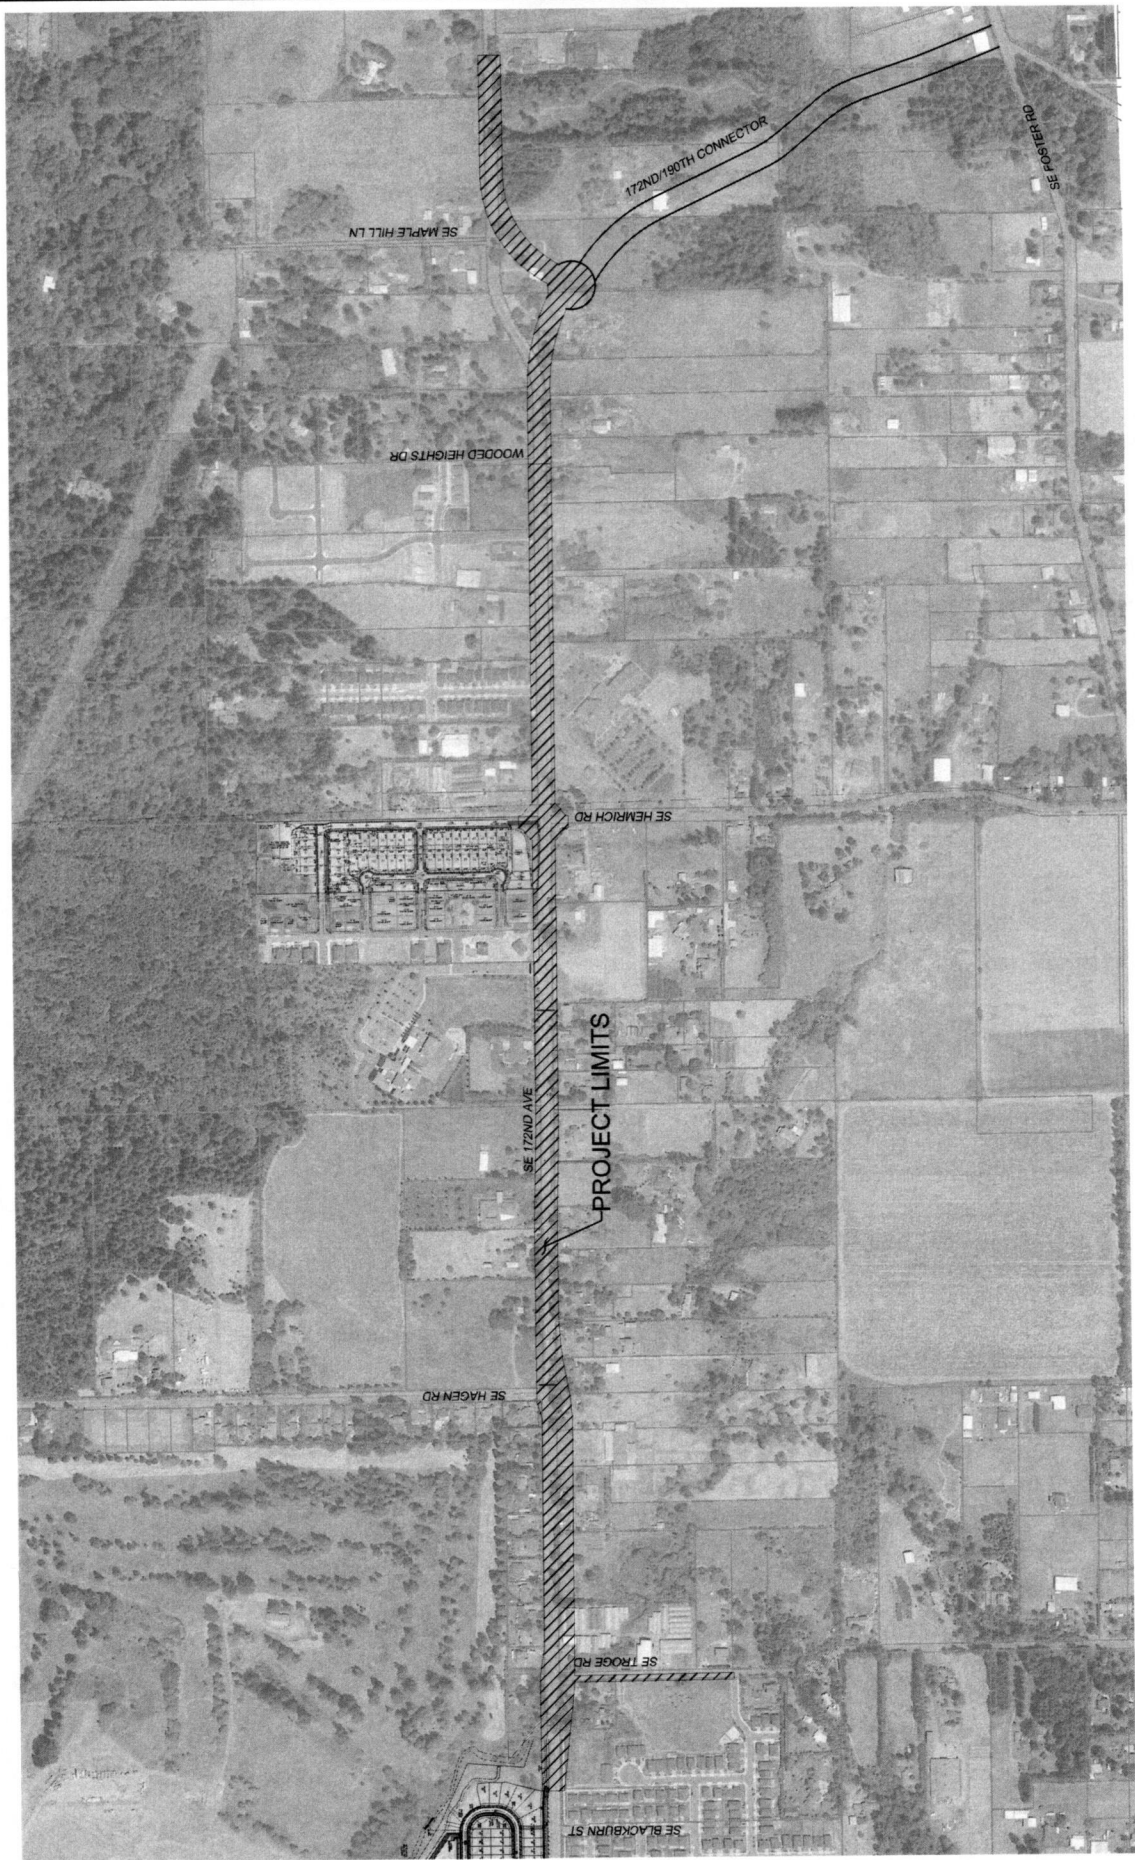 172ND/190TH CONNECTOR
SE FOSTER RD
SE MAPLE HILL LN
WOODED HEIGHTS DR
SE HEMRICH RD
SE 172ND AVE
PROJECT LIMITS
SE HAGEN RD
SE TROGE RD
SE BLACKBURN ST